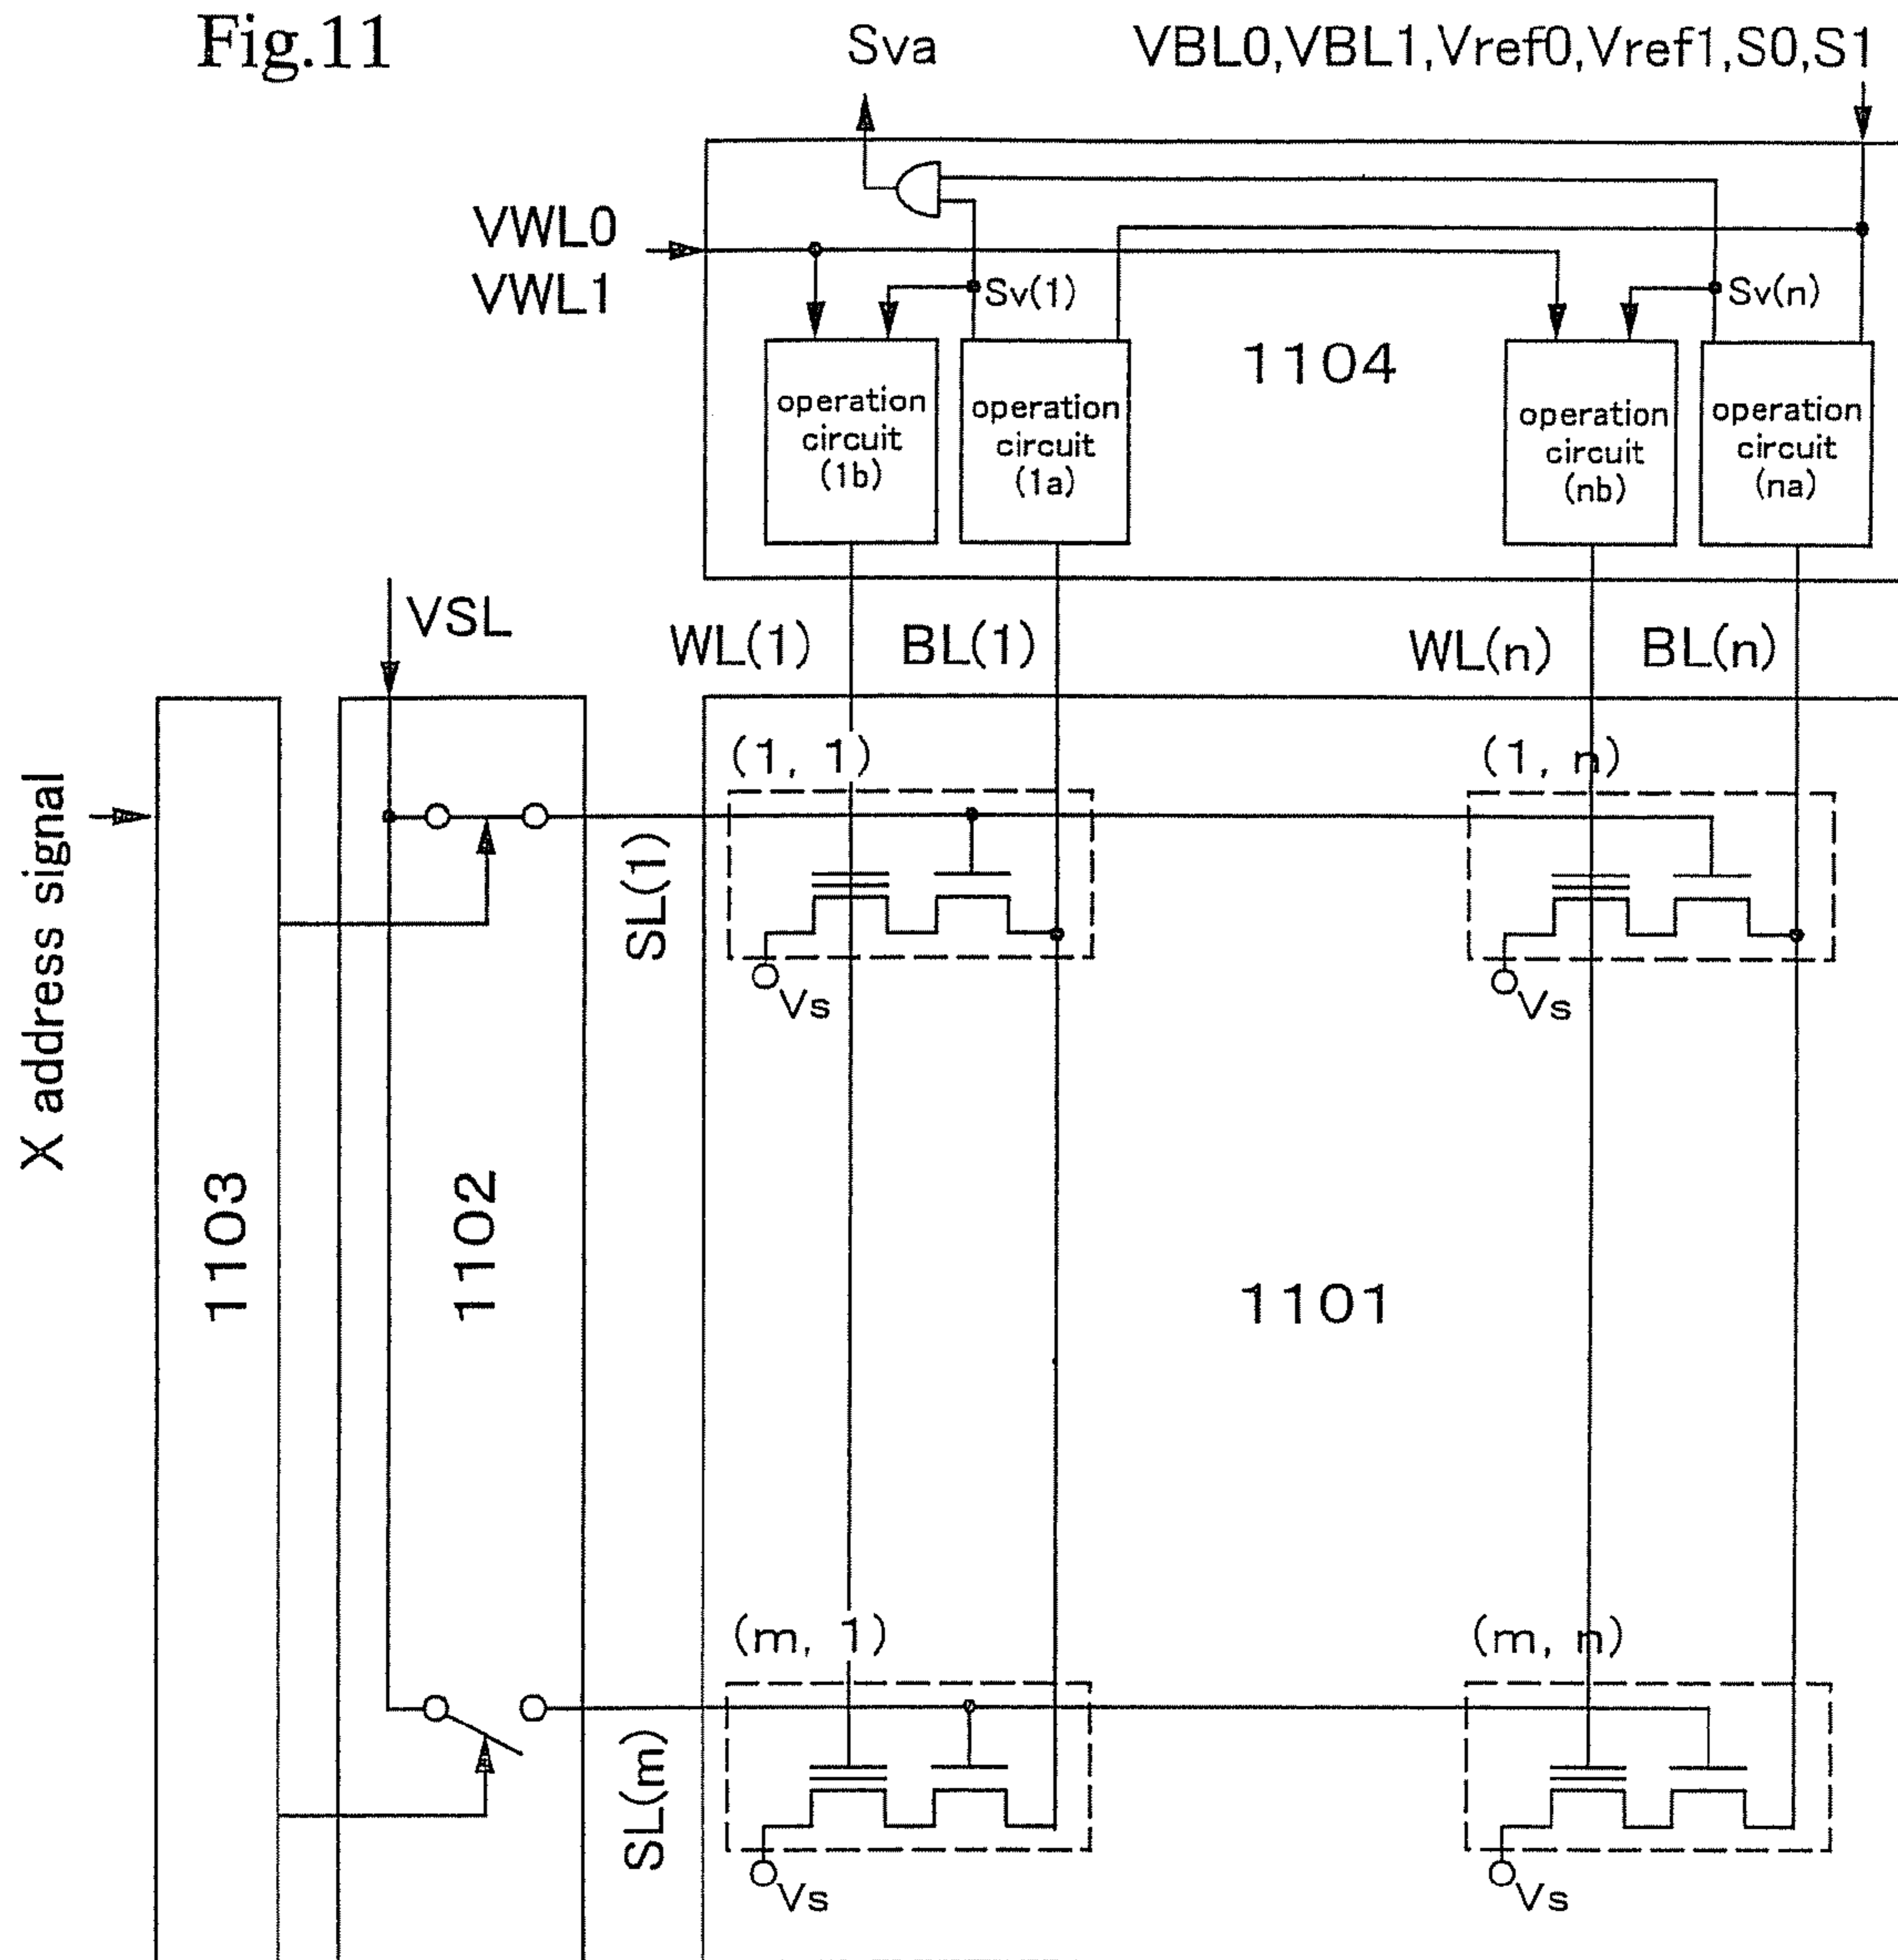 Fig.11
Sva
VBL0,VBL1,Vref0,Vref1,S0,S1
VWL0
VWL1
Sv(1)
Sv(n)
1104
operation
circuit
(1b)
operation
circuit
(1a)
operation
circuit
(nb)
operation
circuit
(na)
VSL
WL(1)
BL(1)
WL(n)
BL(n)
X address signal
1103
1102
SL(1)
(1, 1)
(1, n)
Vs
Vs
1101
SL(m)
(m, 1)
(m, n)
Vs
Vs